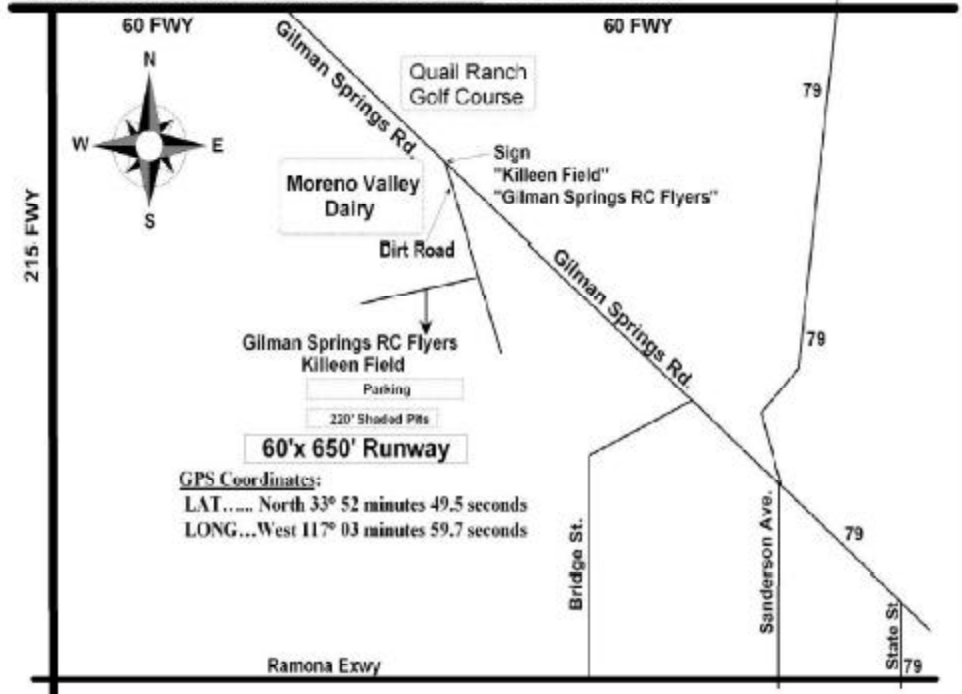 60 FWY
60 FWY
Gilman Springs Rd.
Quail Ranch
Golf Course
79
N
W
E
S
Sign
"Killeen Field"
"Gilman Springs RC Flyers"
Moreno Valley
Dairy
215 FWY
Dirt Road
Gilman Springs Rd.
79
Gilman Springs RC Flyers
Killeen Field
Parking
220' Shaded Pits
60'x 650' Runway
GPS Coordinates:
LAT...... North 33º 52 minutes 49.5 seconds
LONG...West 117º 03 minutes 59.7 seconds
Bridge St.
Sanderson Ave.
79
State St
79
Ramona Exwy